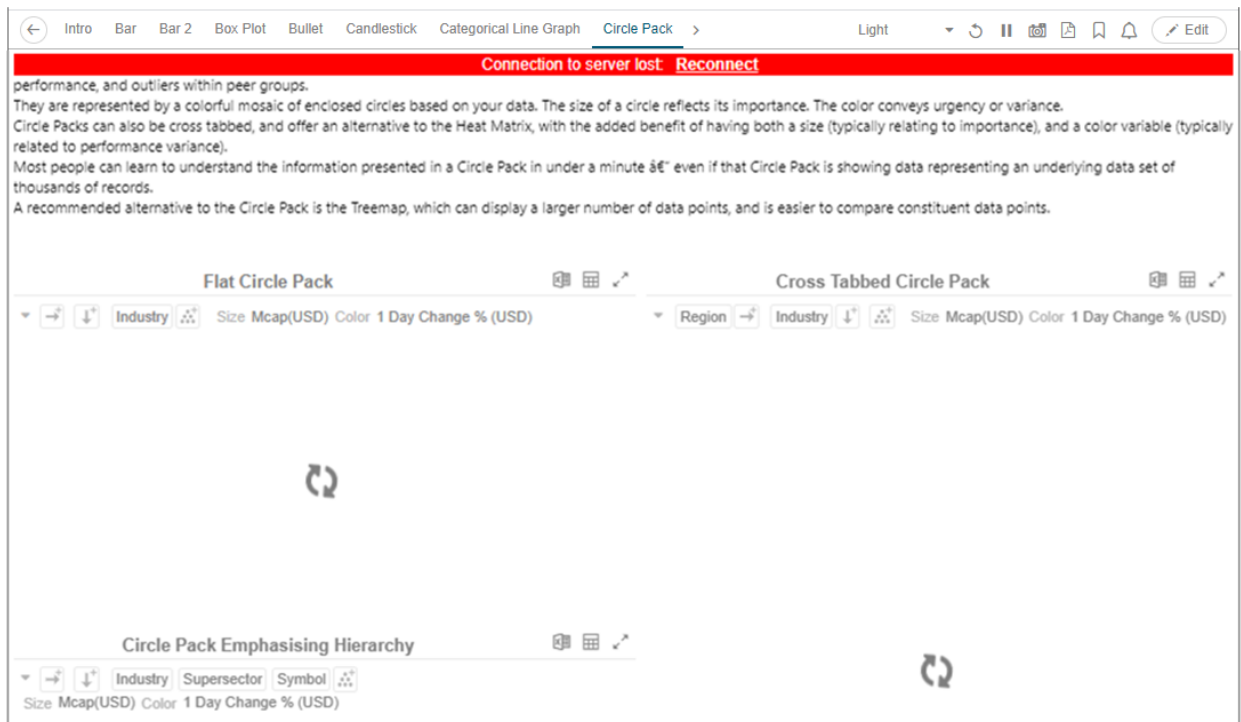 Intro Bar Bar 2 Box Plot Bullet Candlestick Categorical Line Graph Circle Pack Light Edit
Connection to server lost: Reconnect
performance, and outliers within peer groups.
They are represented by a colorful mosaic of enclosed circles based on your data. The size of a circle reflects its importance. The color conveys urgency or variance.
Circle Packs can also be cross tabbed, and offer an alternative to the Heat Matrix, with the added benefit of having both a size (typically relating to importance), and a color variable (typically
related to performance variance).
Most people can learn to understand the information presented in a Circle Pack in under a minute â€“ even if that Circle Pack is showing data representing an underlying data set of
thousands of records.
A recommended alternative to the Circle Pack is the Treemap, which can display a larger number of data points, and is easier to compare constituent data points.
Flat Circle Pack
Industry Size Mcap(USD) Color 1 Day Change % (USD)
Cross Tabbed Circle Pack
Region Industry Size Mcap(USD) Color 1 Day Change % (USD)
Circle Pack Emphasising Hierarchy
Industry Supersector Symbol
Size Mcap(USD) Color 1 Day Change % (USD)